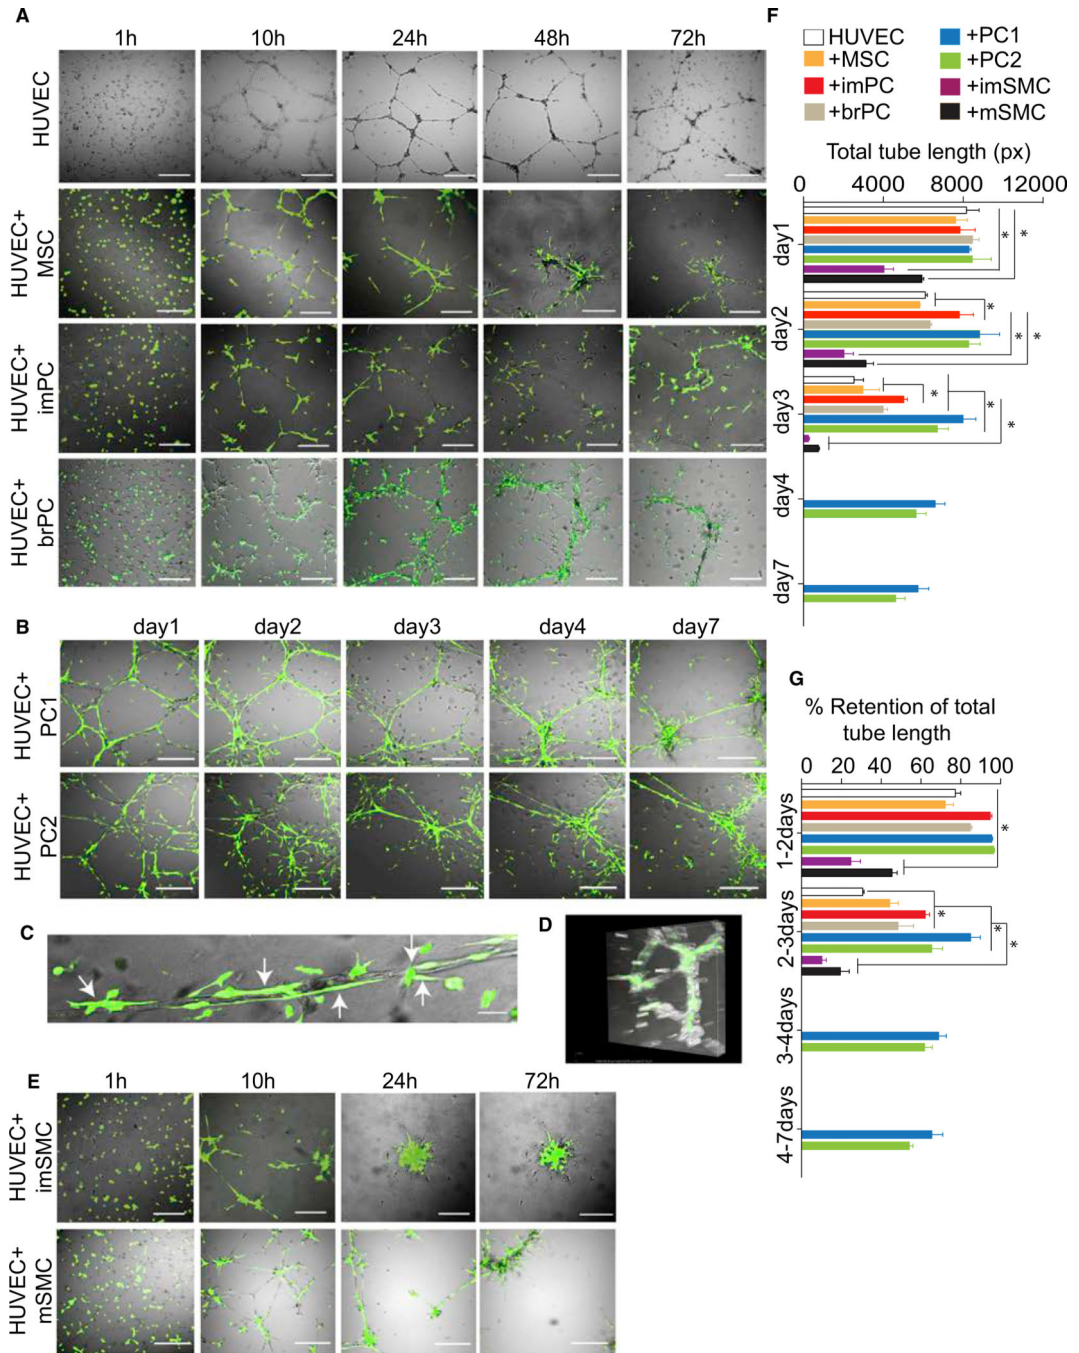 A
1h 10h 24h 48h 72h
HUVEC
HUVEC+
MSC
HUVEC+
imPC
HUVEC+
brPC
B
day1 day2 day3 day4 day7
HUVEC+
PC1
HUVEC+
PC2
C
D
E
1h 10h 24h 72h
HUVEC+
imSMC
HUVEC+
mSMC
F
HUVEC +PC1
+MSC +PC2
+imPC +imSMC
+brPC +mSMC
Total tube length (px)
0 4000 8000 12000
day1
* *
day2
* * *
day3
* * *
day4
day7
G
% Retention of total
tube length
0 20 40 60 80 100
1-2days
*
2-3days
* * *
3-4days
4-7days